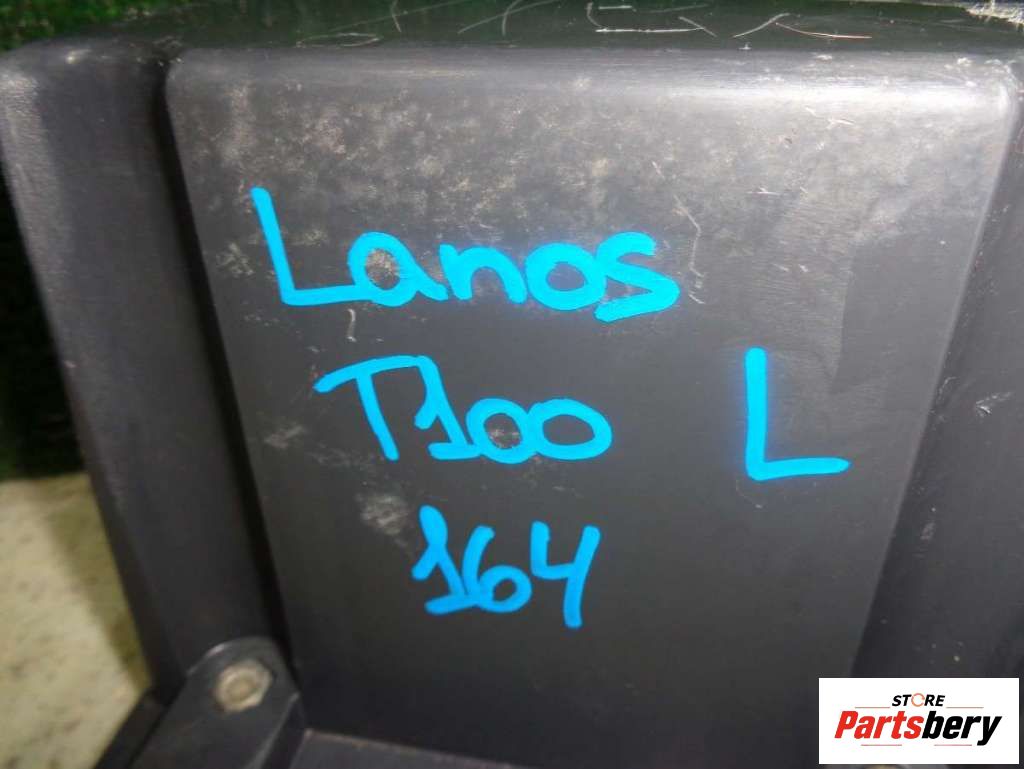 Lanos
T100 L
164
STORE
Partsbery